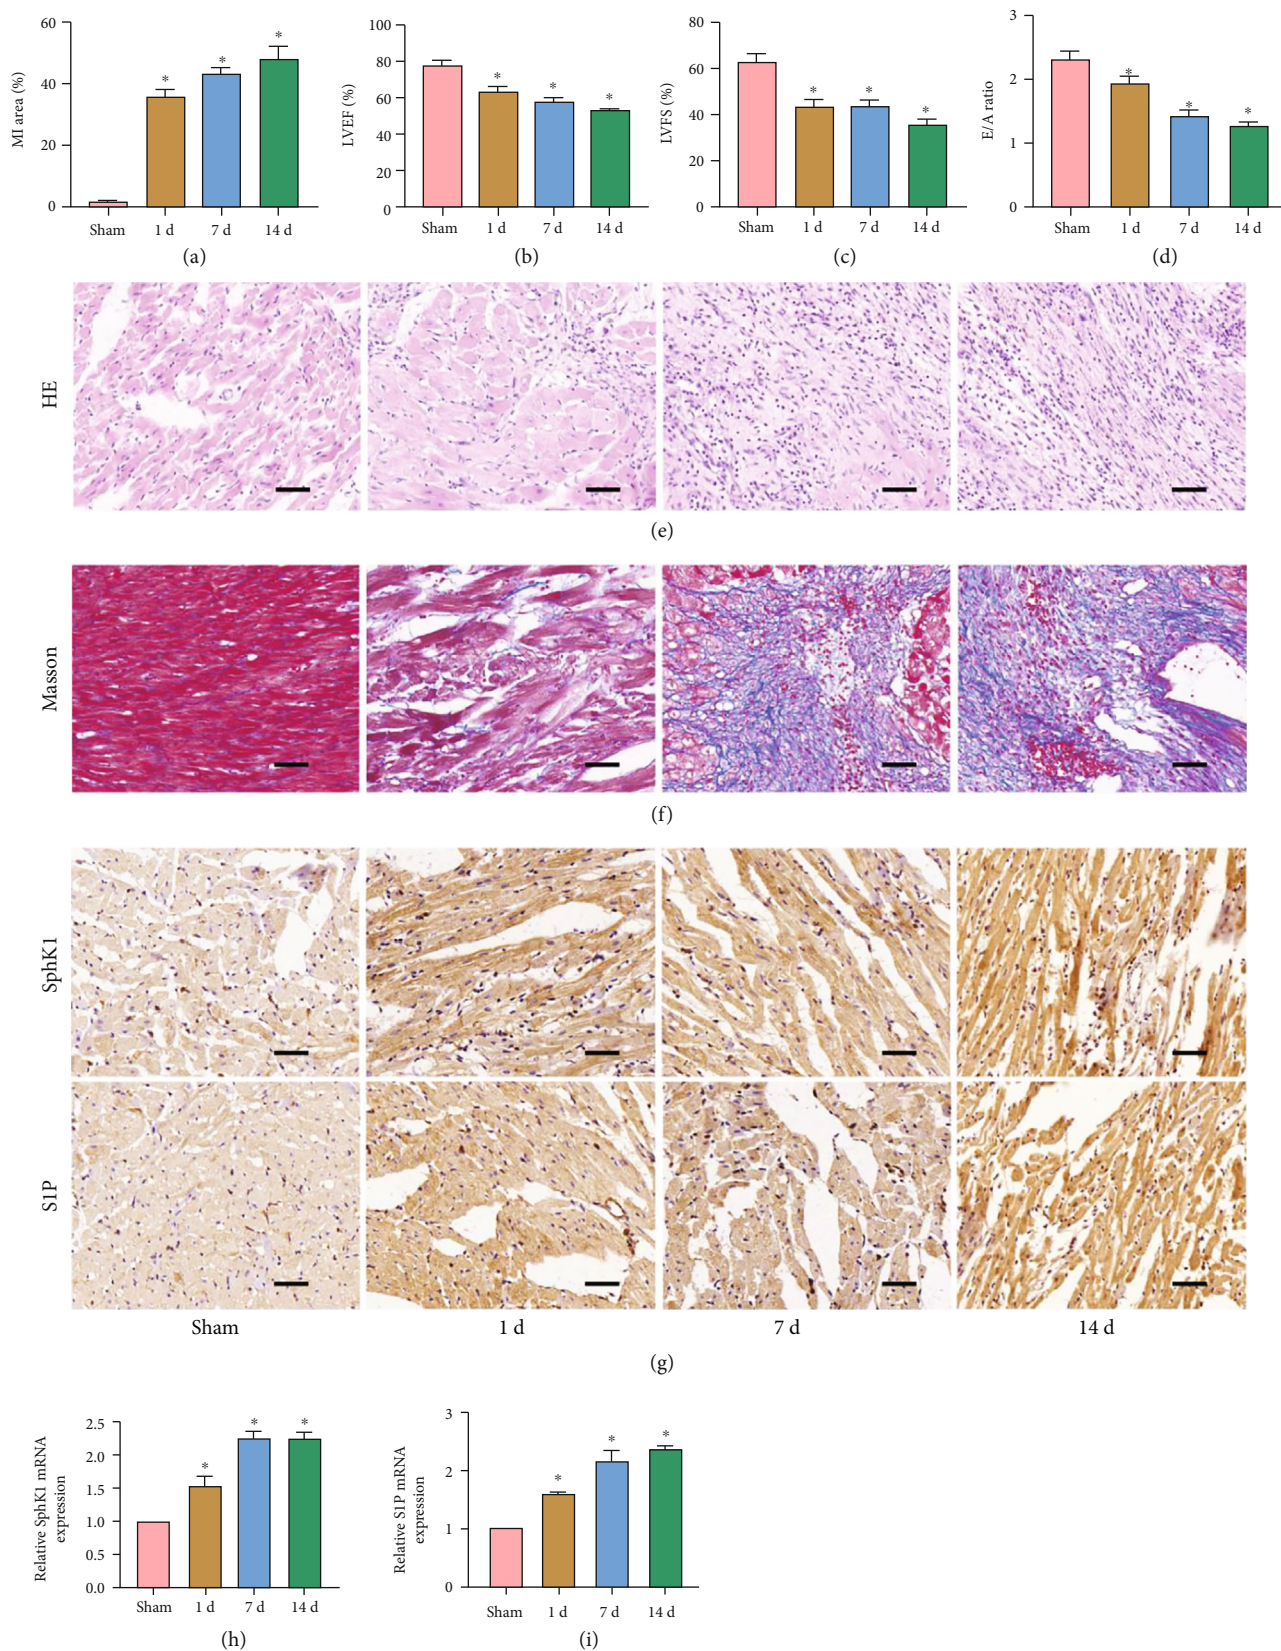 60
40
20
0
MI area (%)
Sham
1 d
7 d
14 d
*
*
*
(a)
100
80
60
40
20
0
LVEF (%)
Sham
1 d
7 d
14 d
*
*
*
(b)
80
60
40
60
0
LVFS (%)
Sham
1 d
7 d
14 d
*
*
*
(c)
3
2
1
0
E/A ratio
Sham
1 d
7 d
14 d
*
*
*
(d)
HE
(e)
Masson
(f)
SphK1
S1P
Sham
1 d
7 d
14 d
(g)
2.5
2.0
1.5
1.0
0.5
0.0
Relative SphK1 mRNA
expression
Sham
1 d
7 d
14 d
*
*
*
(h)
3
2
1
0
Relative S1P mRNA
expression
Sham
1 d
7 d
14 d
*
*
*
(i)